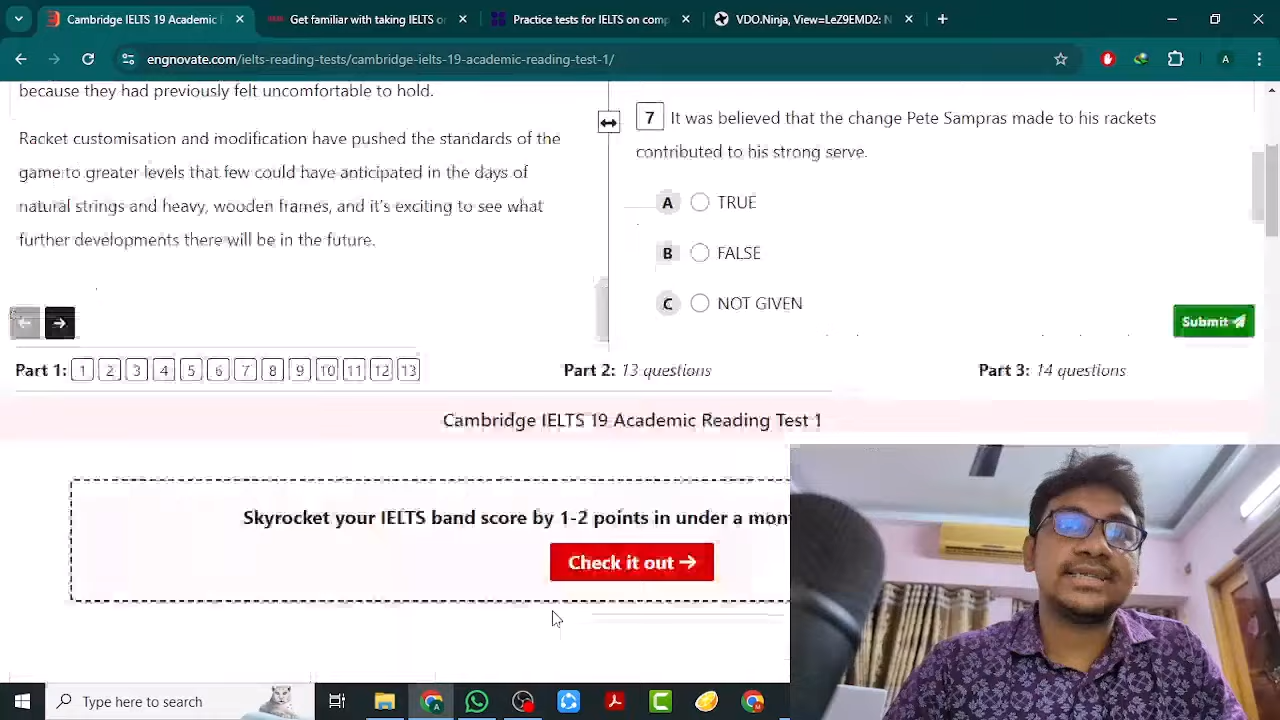 Cambridge IELTS 19 Academic
Get familiar with taking IELTS or
Practice tests for IELTS on comp
VDO.Ninja, View=LeZ9EMD2: N
engnovate.com/ielts-reading-tests/cambridge-ielts-19-academic-reading-test-1/
A
because they had previously felt uncomfortable to hold.
Racket customisation and modification have pushed the standards of the
game to greater levels that few could have anticipated in the days of
natural strings and heavy, wooden frames, and it's exciting to see what
further developments there will be in the future.
7 It was believed that the change Pete Sampras made to his rackets
contributed to his strong serve.
A TRUE
B FALSE
C NOT GIVEN
Submit
Part 1: 1 2 3 4 5 6 7 8 9 10 11 12 13
Part 2: 13 questions
Part 3: 14 questions
Cambridge IELTS 19 Academic Reading Test 1
Skyrocket your IELTS band score by 1-2 points in under a mon
Check it out →
Type here to search